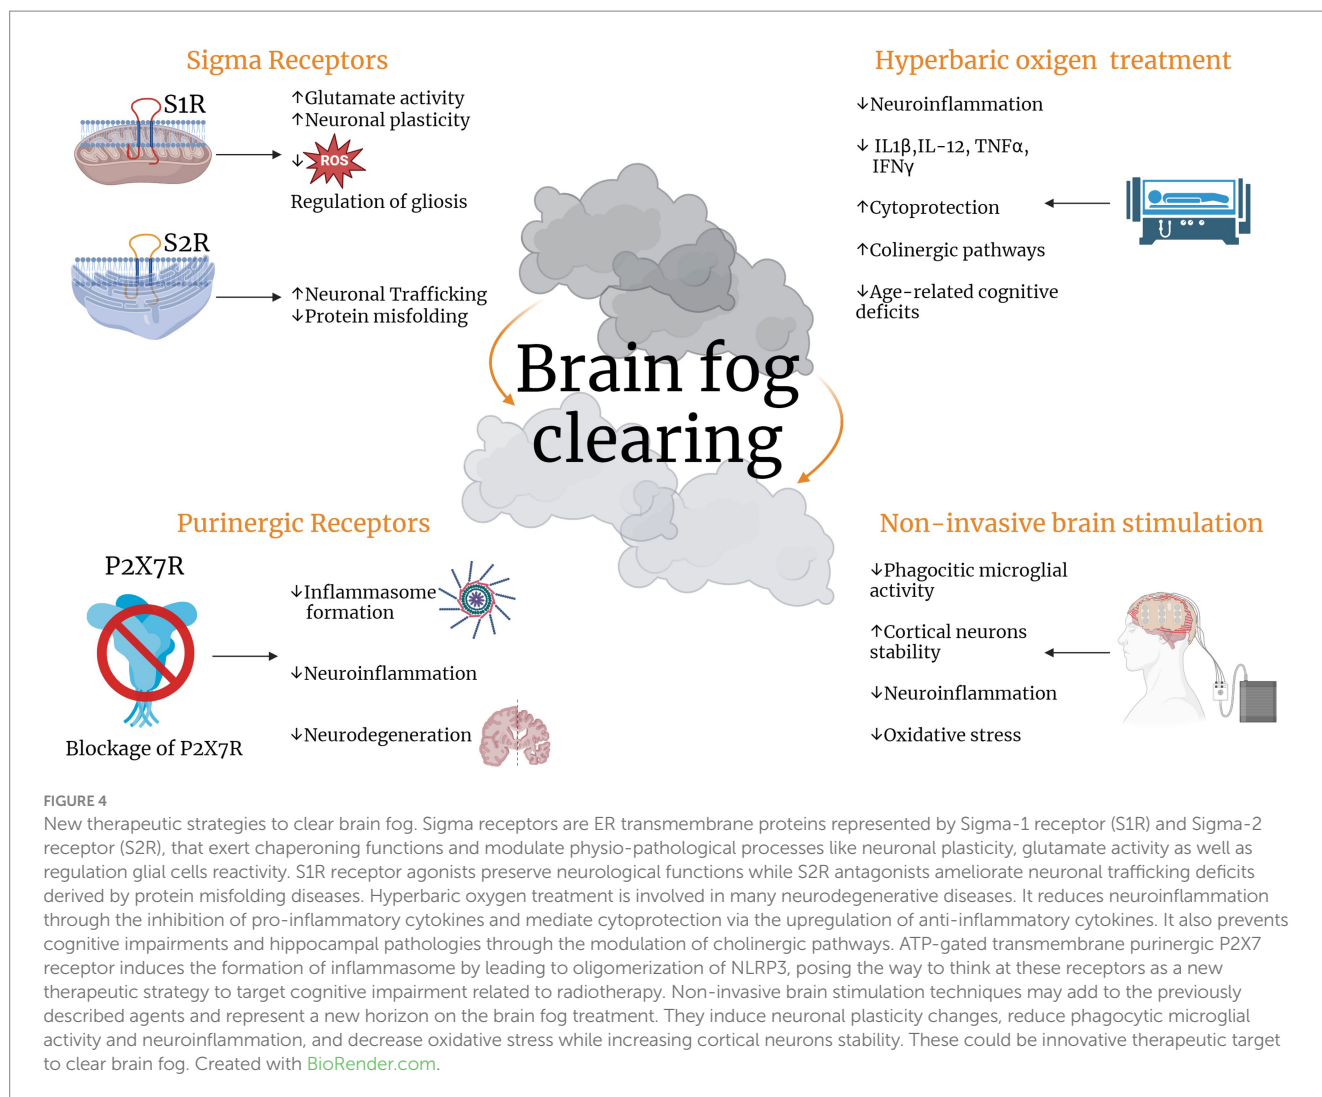 Sigma Receptors
S1R
↑Glutamate activity
↑Neuronal plasticity
↓ ROS
Regulation of gliosis
S2R
↑Neuronal Trafficking
↓Protein misfolding
Hyperbaric oxigen treatment
↓Neuroinflammation
↓ IL1β,IL-12, TNFα,
IFNγ
↑Cytoprotection
↑Colinergic pathways
↓Age-related cognitive
deficits
Brain fog
clearing
Purinergic Receptors
P2X7R
Blockage of P2X7R
↓Inflammasome
formation
↓Neuroinflammation
↓Neurodegeneration
Non-invasive brain stimulation
↓Phagocitic microglial
activity
↑Cortical neurons
stability
↓Neuroinflammation
↓Oxidative stress
FIGURE 4
New therapeutic strategies to clear brain fog. Sigma receptors are ER transmembrane proteins represented by Sigma-1 receptor (S1R) and Sigma-2
receptor (S2R), that exert chaperoning functions and modulate physio-pathological processes like neuronal plasticity, glutamate activity as well as
regulation glial cells reactivity. S1R receptor agonists preserve neurological functions while S2R antagonists ameliorate neuronal trafficking deficits
derived by protein misfolding diseases. Hyperbaric oxygen treatment is involved in many neurodegenerative diseases. It reduces neuroinflammation
through the inhibition of pro-inflammatory cytokines and mediate cytoprotection via the upregulation of anti-inflammatory cytokines. It also prevents
cognitive impairments and hippocampal pathologies through the modulation of cholinergic pathways. ATP-gated transmembrane purinergic P2X7
receptor induces the formation of inflammasome by leading to oligomerization of NLRP3, posing the way to think at these receptors as a new
therapeutic strategy to target cognitive impairment related to radiotherapy. Non-invasive brain stimulation techniques may add to the previously
described agents and represent a new horizon on the brain fog treatment. They induce neuronal plasticity changes, reduce phagocytic microglial
activity and neuroinflammation, and decrease oxidative stress while increasing cortical neurons stability. These could be innovative therapeutic target
to clear brain fog. Created with BioRender.com.